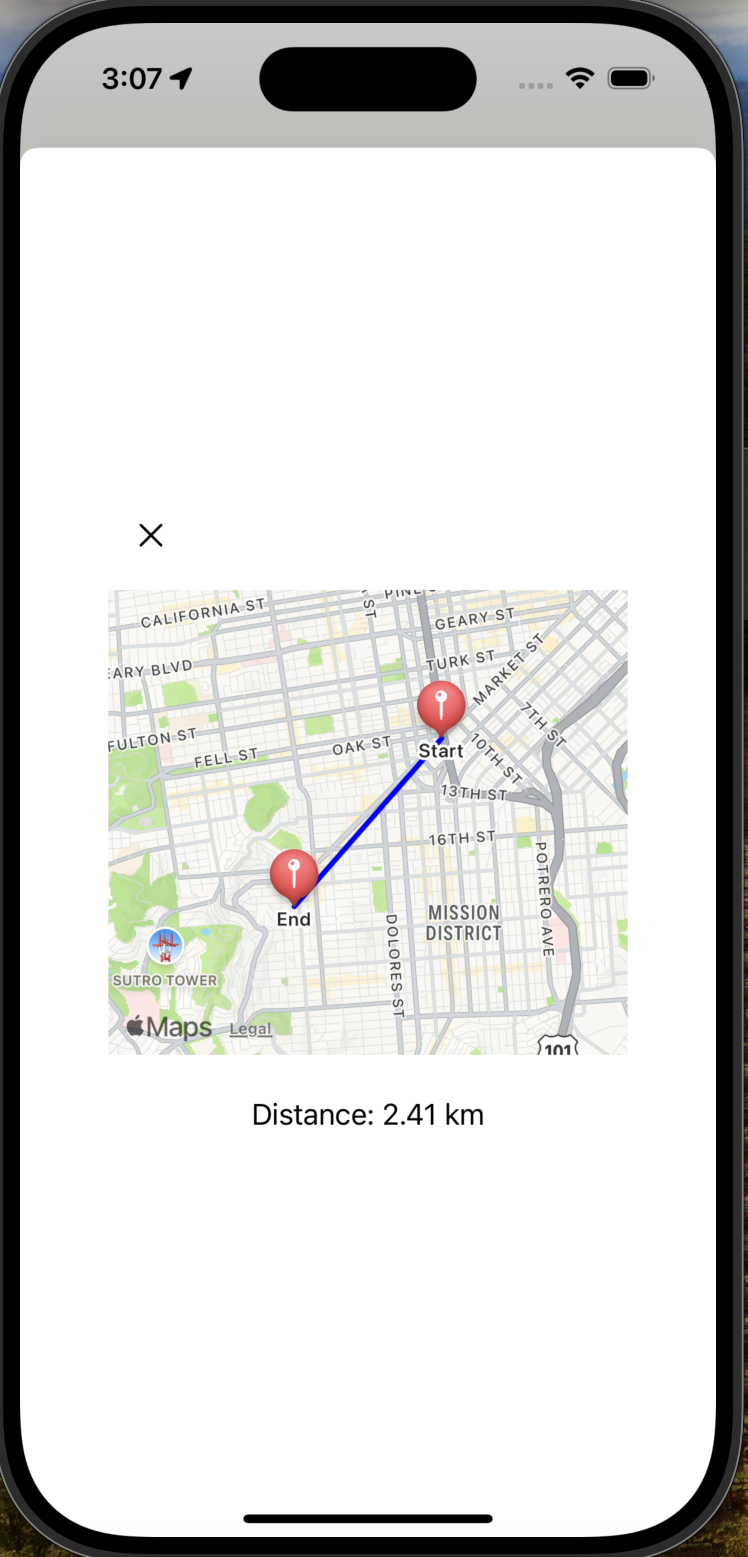 3:07
CALIFORNIA ST
ST
GEARY ST
EARY BLVD
TURK ST
MARKET ST
7TH ST
FULTON ST
FELL ST
OAK ST
Start
10TH ST
13TH ST
16TH ST
POTRERO AVE
End
MISSION
DISTRICT
DOLORES ST
SUTRO TOWER
Maps Legal
101
Distance: 2.41 km